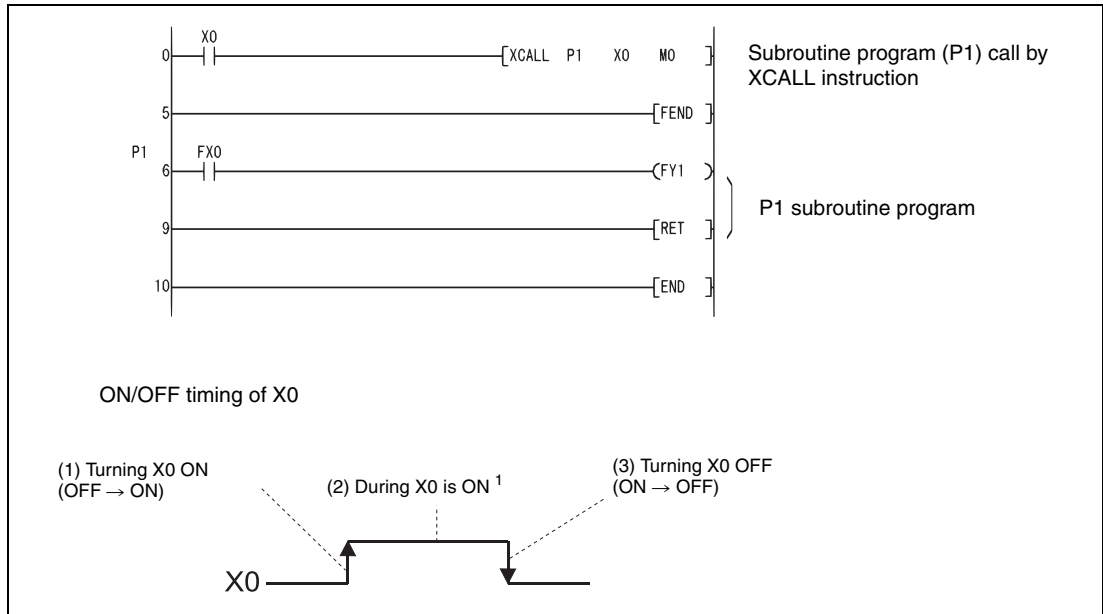 X0
0 [XCALL P1 X0 M0 ] Subroutine program (P1) call by
XCALL instruction
5 [FEND ]
P1 FX0
6 (FY1 )
P1 subroutine program
9 [RET ]
10 [END ]
ON/OFF timing of X0
(1) Turning X0 ON
(OFF → ON)
(2) During X0 is ON 1
(3) Turning X0 OFF
(ON → OFF)
X0